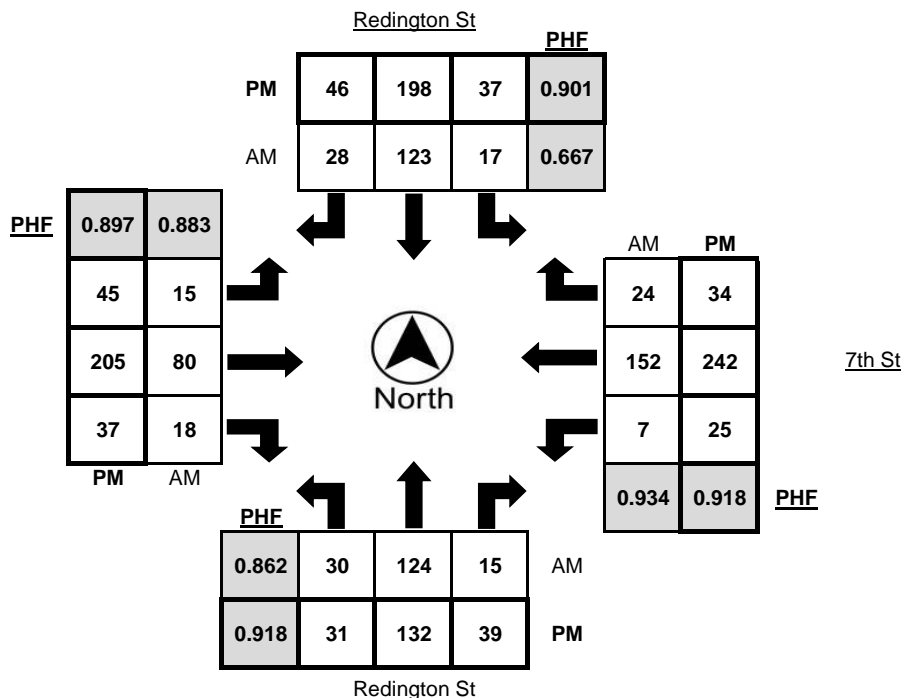 Redington St
PHF
PM 46 198 37 0.901
AM 28 123 17 0.667
PHF 0.897 0.883
45 15
205 80
37 18
PM AM
AM PM
24 34
152 242
7 25
0.934 0.918 PHF
7th St
North
PHF
0.862 30 124 15 AM
0.918 31 132 39 PM
Redington St